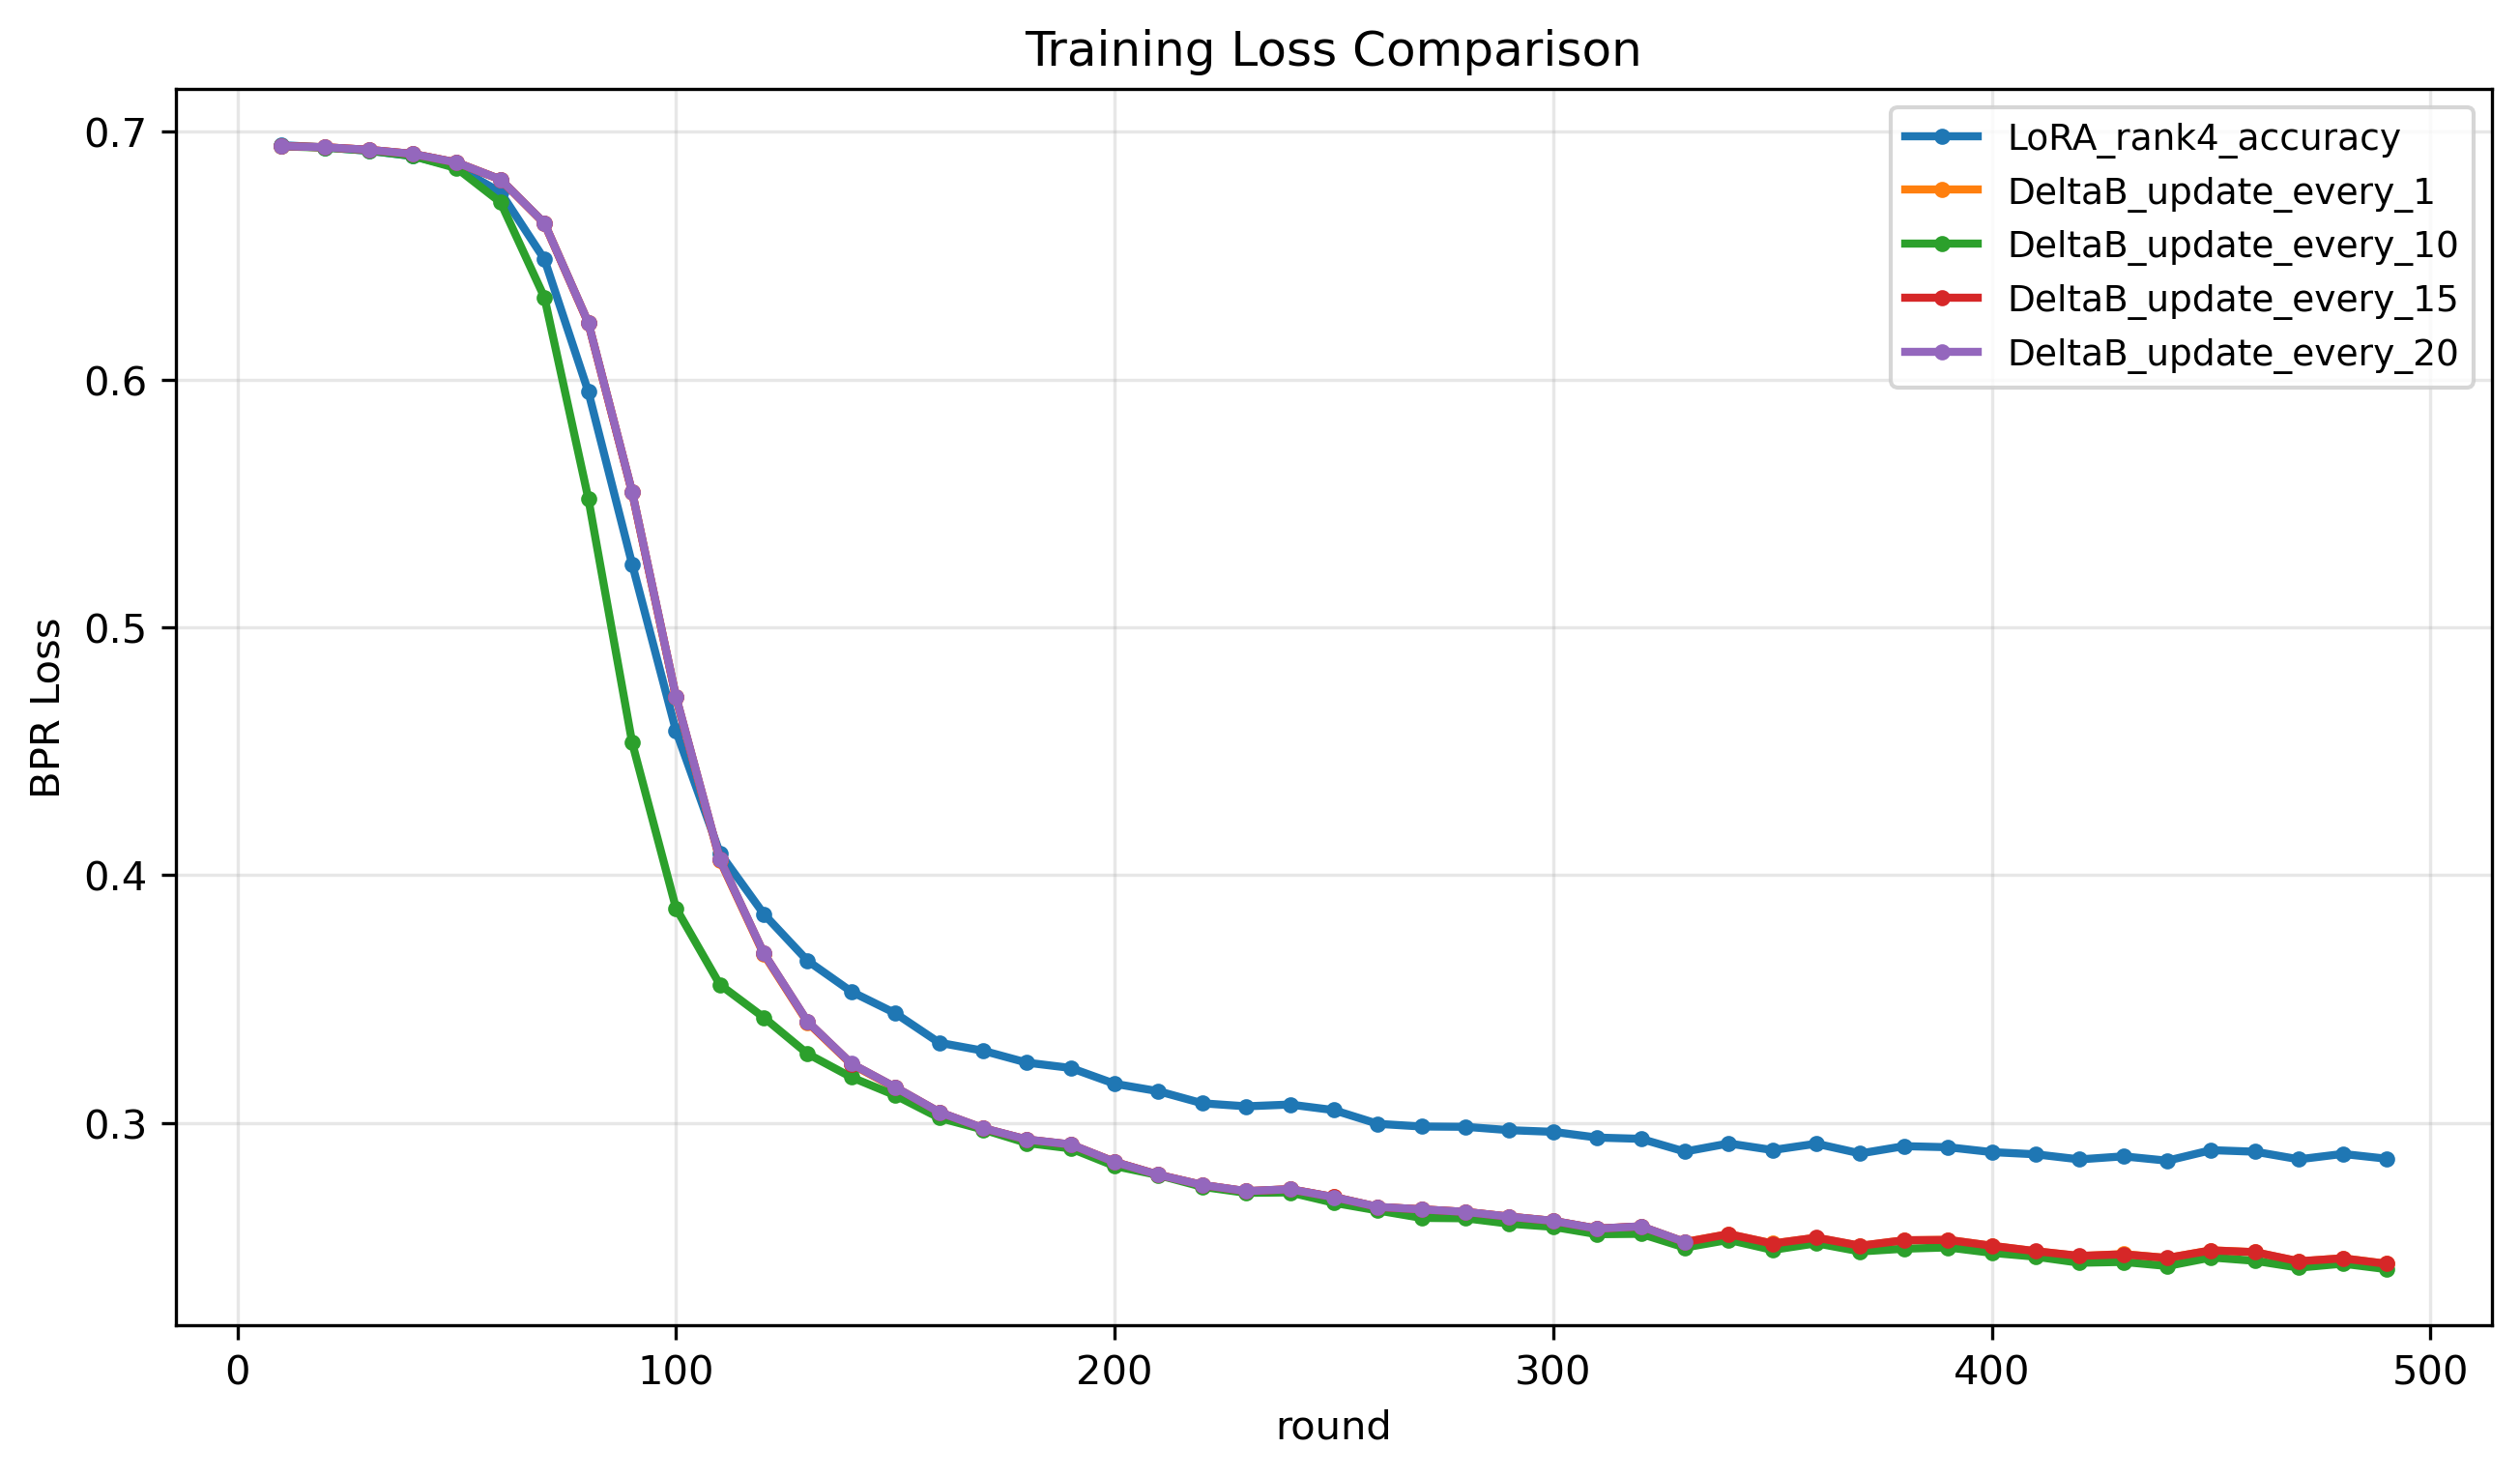 Training Loss Comparison
BPR Loss
0.7
0.6
0.5
0.4
0.3
LoRA_rank4_accuracy
DeltaB_update_every_1
DeltaB_update_every_10
DeltaB_update_every_15
DeltaB_update_every_20
0 100 200 300 400 500
round